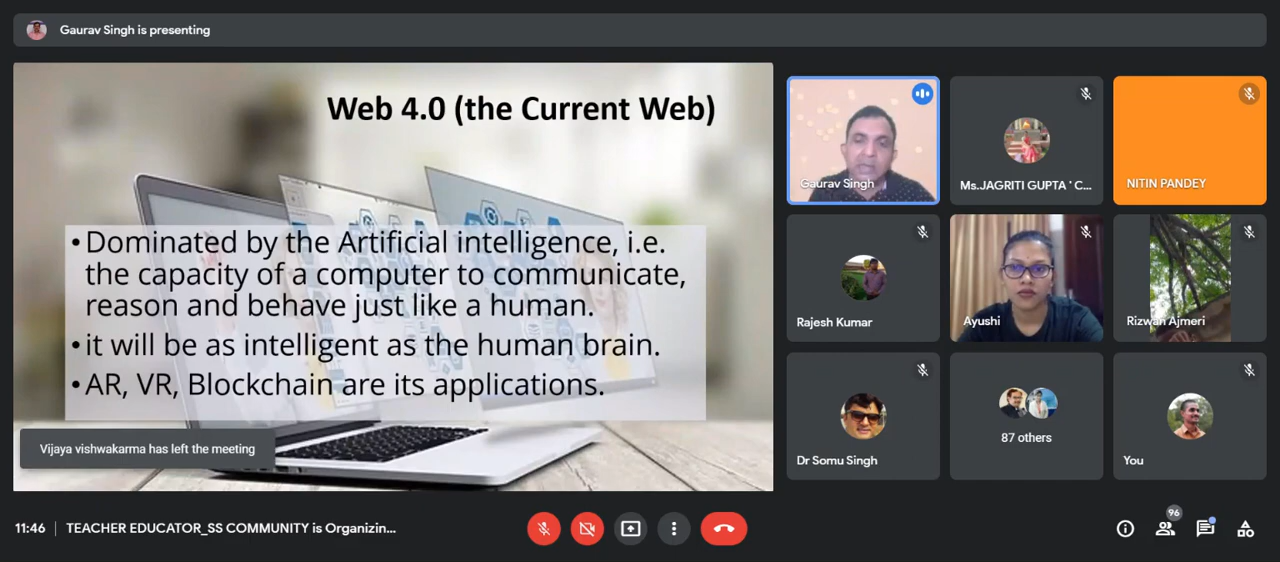 Gaurav Singh is presenting
Web 4.0 (the Current Web)
•Dominated by the Artificial intelligence, i.e.
the capacity of a computer to communicate,
reason and behave just like a human.
•it will be as intelligent as the human brain.
•AR, VR, Blockchain are its applications.
Vijaya vishwakarma has left the meeting
Gaurav Singh
Ms.JAGRITI GUPTA ' C...
NITIN PANDEY
Rajesh Kumar
Ayushi
Rizwan Ajmeri
Dr Somu Singh
87 others
You
11:46
TEACHER EDUCATOR_SS COMMUNITY is Organizin...
96